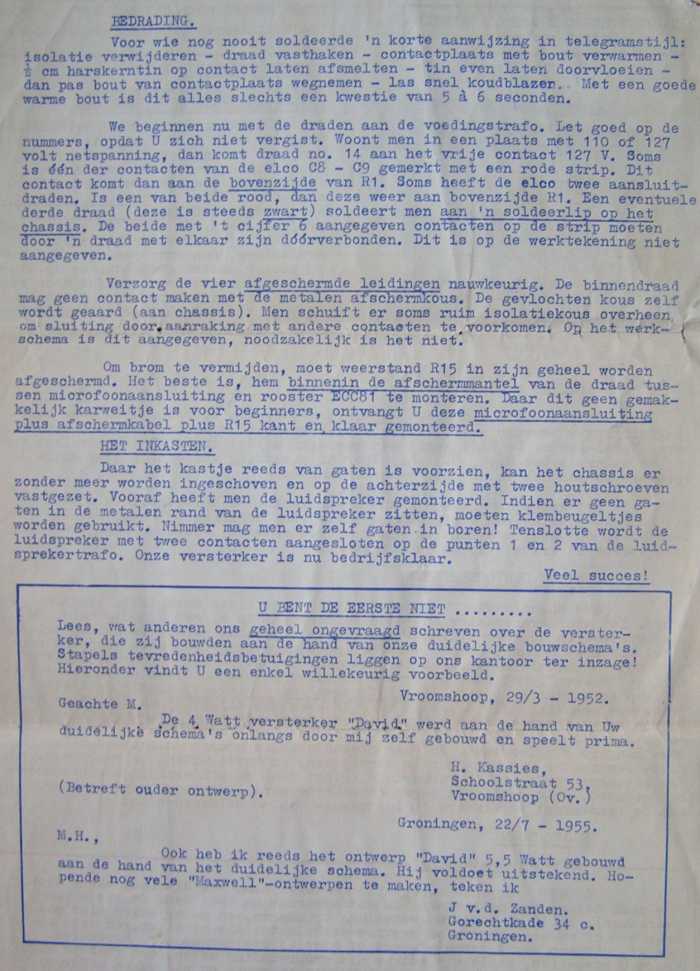 BEDRADING.
Voor wie nog nooit soldeerde 'n korte aanwijzing in telegramstijl:
isolatie verwijderen - draad vasthaken - contactplaats met bout verwarmen -
½ cm harskerntin op contact laten afsmelten - tin even laten doorvloeien -
dan pas bout van contactplaats wegnemen - las snel koudblazen. Met een goede
warme bout is dit alles slechts een kwestie van 5 à 6 seconden.
We beginnen nu met de draden aan de voedingstrafo. Let goed op de
nummers, opdat U zich niet vergist. Woont men in een plaats met 110 of 127
volt netspanning, dan komt draad no. 14 aan het vrije contact 127 V. Soms
is één der contacten van de elco C8 - C9 gemerkt met een rode strip. Dit
contact komt dan aan de bovenzijde van R1. Soms heeft de elco twee aansluit-
draden. Is een van beide rood, dan deze weer aan bovenzijde R1. Een eventuele
derde draad (deze is steeds zwart) soldeert men aan 'n soldeerlip op het
chassis. De beide met 't cijfer 6 aangegeven contacten op de strip moeten
door 'n draad met elkaar zijn dóórverbonden. Dit is op de werktekening niet
aangegeven.
Verzorg de vier afgeschermde leidingen nauwkeurig. De binnendraad
mag geen contact maken met de metalen afschermkous. De gevlochten kous zelf
wordt geaard (aan chassis). Men schuift er soms ruim isolatiekous overheen
om sluiting door aanraking met andere contacten te voorkomen. Op het werk-
schema is dit aangegeven, noodzakelijk is het niet.
Om brom te vermijden, moet weerstand R15 in zijn geheel worden
afgeschermd. Het beste is, hem binnenin de afschermmantel van de draad tus-
sen microfoonaansluiting en rooster ECC81 te monteren. Daar dit geen gemak-
kelijk karweitje is voor beginners, ontvangt U deze microfoonaansluiting
plus afschermkabel plus R15 kant en klaar gemonteerd.
HET INKASTEN.
Daar het kastje reeds van gaten is voorzien, kan het chassis er
zonder meer worden ingeschoven en op de achterzijde met twee houtschroeven
vastgezet. Vooraf heeft men de luidspreker gemonteerd. Indien er geen ga-
ten in de metalen rand van de luidspreker zitten, moeten klembeugeltjes
worden gebruikt. Nimmer mag men er zelf gaten in boren! Tenslotte wordt de
luidspreker met twee contacten aangesloten op de punten 1 en 2 van de luid-
sprekertrafo. Onze versterker is nu bedrijfsklaar.
Veel succes!
U BENT DE EERSTE NIET .........
Lees, wat anderen ons geheel ongevraagd schreven over de verster-
ker, die zij bouwden aan de hand van onze duidelijke bouwschema's.
Stapels tevredenheidsbetuigingen liggen op ons kantoor ter inzage!
Hieronder vindt U een enkel willekeurig voorbeeld.
Vroomshoop, 29/3 - 1952.
Geachte M.
De 4 Watt versterker "David" werd aan de hand van Uw
duidelijke schema's onlangs door mij zelf gebouwd en speelt prima.
H. Kassies,
Schoolstraat 53,
(Betreft ouder ontwerp). Vroomshoop (Ov.)
Groningen, 22/7 - 1955.
M.H.,
Ook heb ik reeds het ontwerp "David" 5,5 Watt gebouwd
aan de hand van het duidelijke schema. Hij voldoet uitstekend. Ho-
pende nog vele "Maxwell"-ontwerpen te maken, teken ik
J v.d. Zanden.
Gorechtkade 34 c.
Groningen.